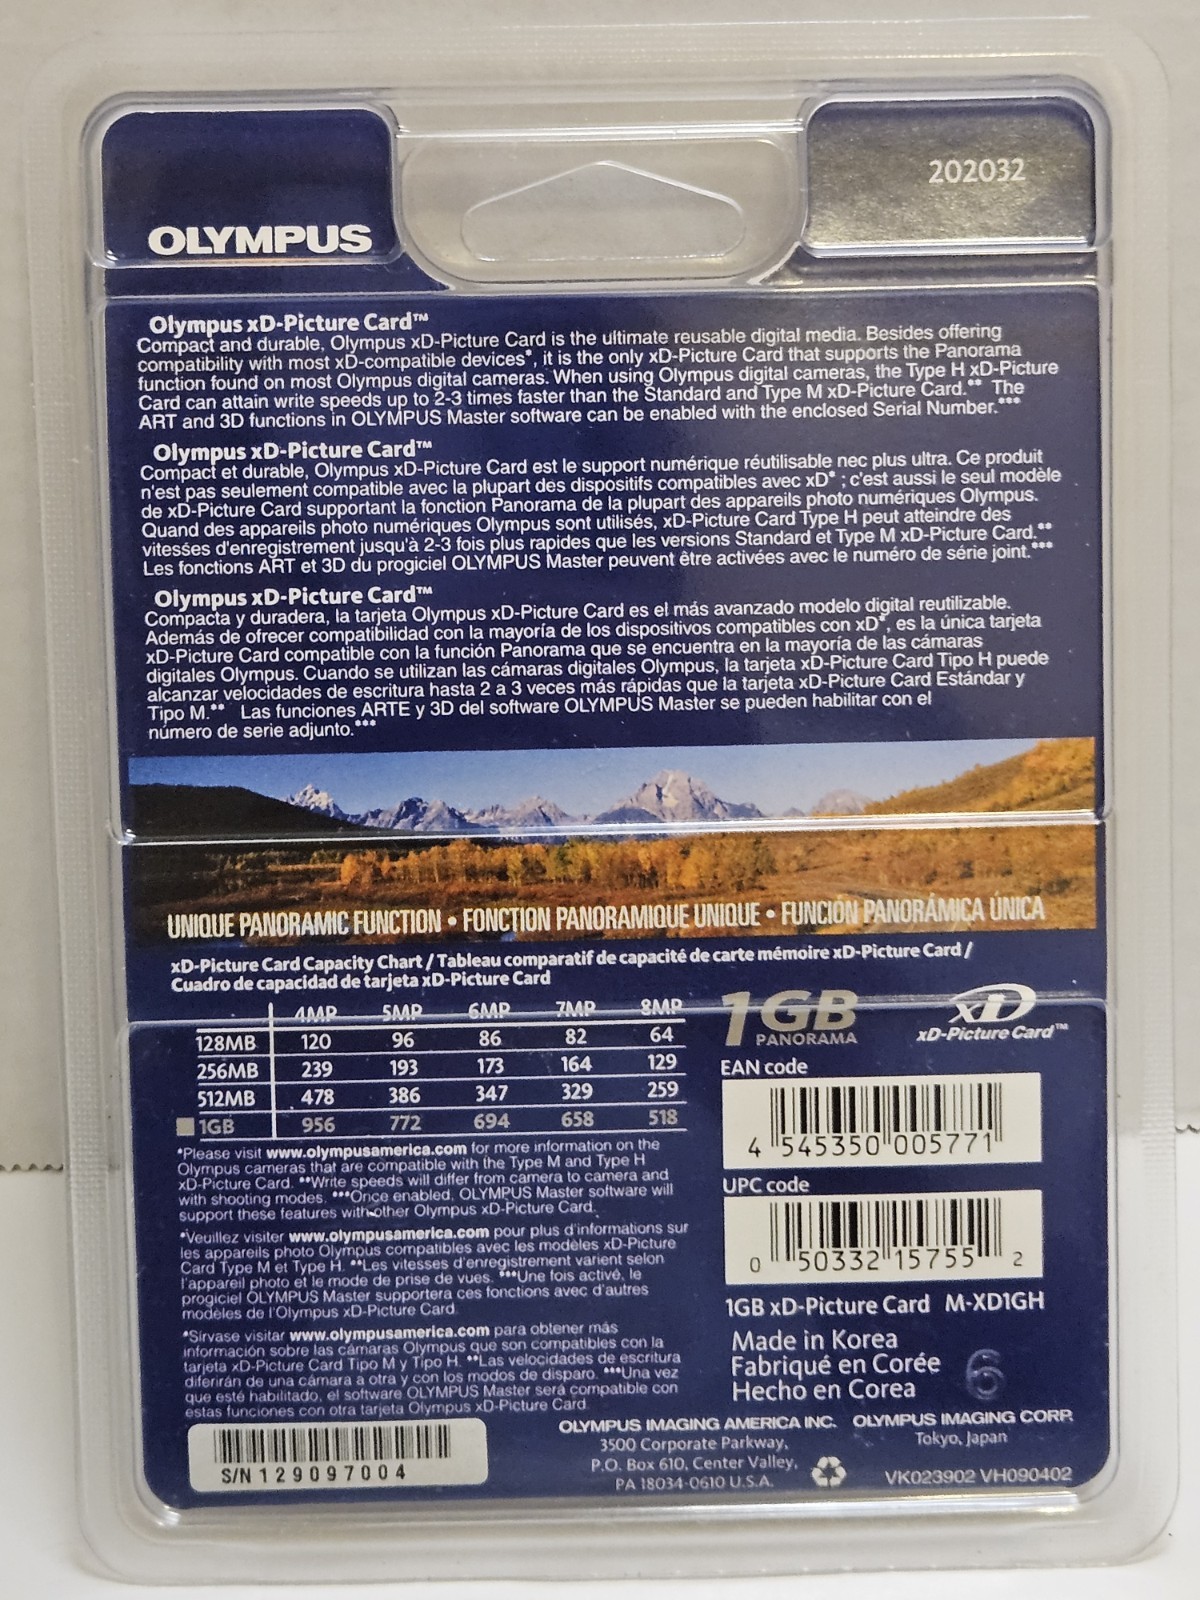 OLYMPUS
202032
Olympus xD-Picture Card™
Compact and durable, Olympus xD-Picture Card is the ultimate reusable digital media. Besides offering
compatibility with most xD-compatible devices*, it is the only xD-Picture Card that supports the Panorama
function found on most Olympus digital cameras. When using Olympus digital cameras, the Type H xD-Picture
Card can attain write speeds up to 2-3 times faster than the Standard and Type M xD-Picture Card.** The
ART and 3D functions in OLYMPUS Master software can be enabled with the enclosed Serial Number.***
Olympus xD-Picture Card™
Compact et durable, Olympus xD-Picture Card est le support numérique réutilisable nec plus ultra. Ce produit
n'est pas seulement compatible avec la plupart des dispositifs compatibles avec xD* ; c'est aussi le seul modèle
de xD-Picture Card supportant la fonction Panorama de la plupart des appareils photo numériques Olympus.
Quand des appareils photo numériques Olympus sont utilisés, xD-Picture Card Type H peut atteindre des
vitesses d'enregistrement jusqu'à 2-3 fois plus rapides que les versions Standard et Type M xD-Picture Card.**
Les fonctions ART et 3D du progiciel OLYMPUS Master peuvent être activées avec le numéro de série joint.***
Olympus xD-Picture Card™
Compacta y duradera, la tarjeta Olympus xD-Picture Card es el más avanzado modelo digital reutilizable.
Además de ofrecer compatibilidad con la mayoría de los dispositivos compatibles con xD*, es la única tarjeta
xD-Picture Card compatible con la función Panorama que se encuentra en la mayoría de las cámaras
digitales Olympus. Cuando se utilizan las cámaras digitales Olympus, la tarjeta xD-Picture Card Tipo H puede
alcanzar velocidades de escritura hasta 2 a 3 veces más rápidas que la tarjeta xD-Picture Card Estándar y
Tipo M.** Las funciones ARTE y 3D del software OLYMPUS Master se pueden habilitar con el
número de serie adjunto.***
UNIQUE PANORAMIC FUNCTION • FONCTION PANORAMIQUE UNIQUE • FUNCIÓN PANORÁMICA ÚNICA
xD-Picture Card Capacity Chart / Tableau comparatif de capacité de carte mémoire xD-Picture Card /
Cuadro de capacidad de tarjeta xD-Picture Card
4MP 5MP 6MP 7MP 8MP
128MB 120 96 86 82 64
256MB 239 193 173 164 129
512MB 478 386 347 329 259
1GB 956 772 694 658 518
*Please visit www.olympusamerica.com for more information on the
Olympus cameras that are compatible with the Type M and Type H
xD-Picture Card. **Write speeds will differ from camera to camera and
with shooting modes. ***Once enabled, OLYMPUS Master software will
support these features with other Olympus xD-Picture Card.
*Veuillez visiter www.olympusamerica.com pour plus d'informations sur
les appareils photo Olympus compatibles avec les modèles xD-Picture
Card Type M et Type H. **Les vitesses d'enregistrement varient selon
l'appareil photo et le mode de prise de vues. ***Une fois activé, le
progiciel OLYMPUS Master supportera ces fonctions avec d'autres
modèles de l'Olympus xD-Picture Card.
*Sírvase visitar www.olympusamerica.com para obtener más
información sobre las cámaras Olympus que son compatibles con la
tarjeta xD-Picture Card Tipo M y Tipo H. **Las velocidades de escritura
diferirán de una cámara a otra y con los modos de disparo. ***Una vez
que esté habilitado, el software OLYMPUS Master será compatible con
estas funciones con otra tarjeta Olympus xD-Picture Card.
S/N 129097004
1GB
PANORAMA
xD
xD-Picture Card™
EAN code
4 545350 005771
UPC code
0 50332 15755 2
1GB xD-Picture Card M-XD1GH
Made in Korea
Fabriqué en Corée
Hecho en Corea
6
OLYMPUS IMAGING AMERICA INC.
3500 Corporate Parkway,
P.O. Box 610, Center Valley,
PA 18034-0610 U.S.A.
OLYMPUS IMAGING CORP.
Tokyo, Japan
VK023902 VH090402